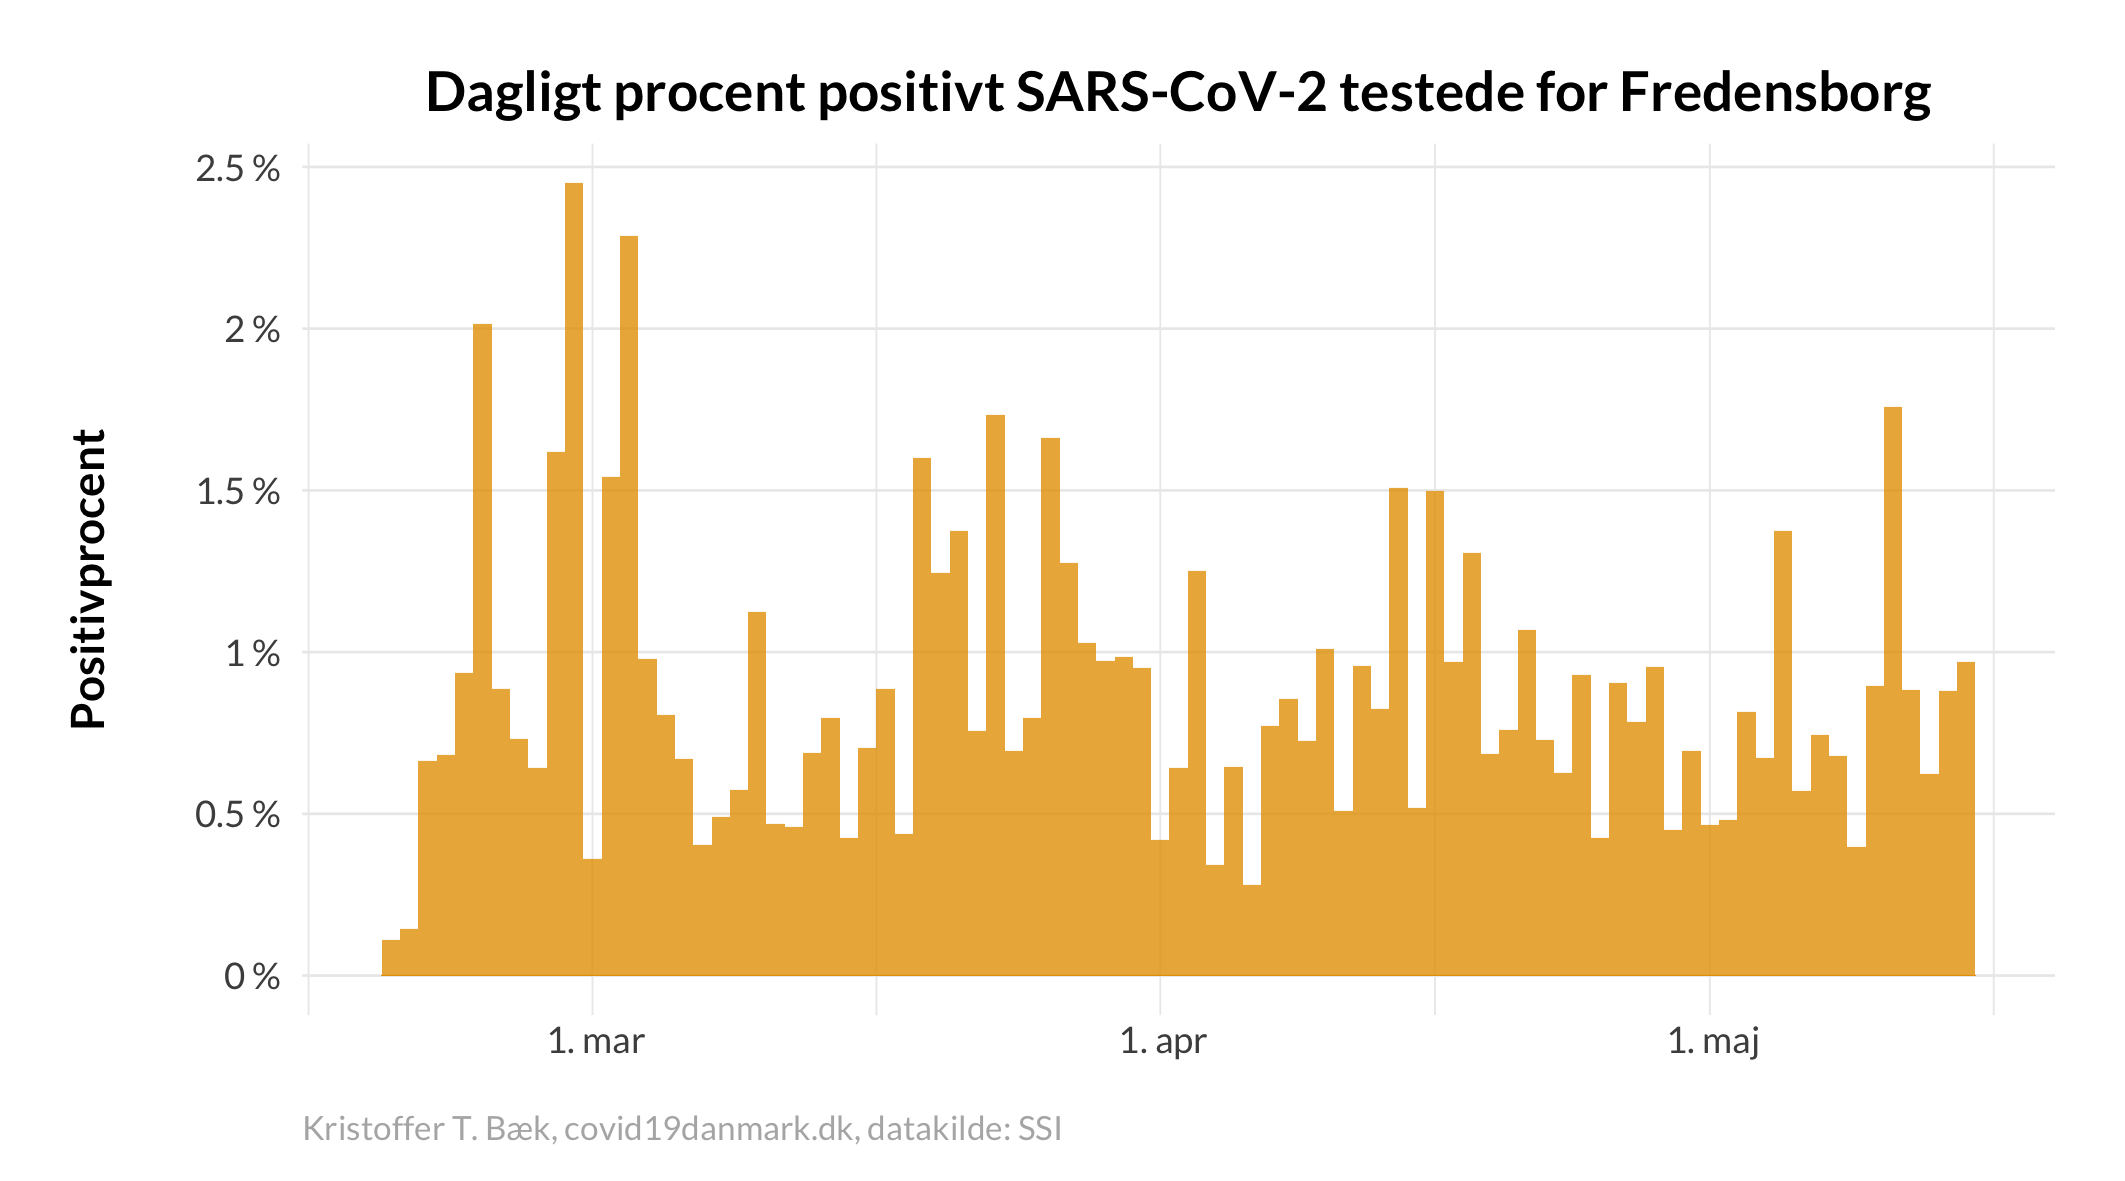 Dagligt procent positivt SARS-CoV-2 testede for Fredensborg
Positivprocent
2.5 %
2 %
1.5 %
1 %
0.5 %
0 %
1. mar
1. apr
1. maj
Kristoffer T. Bæk, covid19danmark.dk, datakilde: SSI